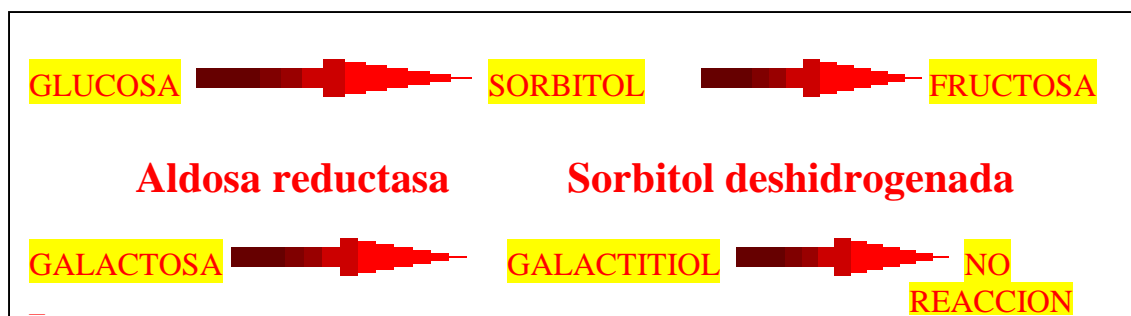 GLUCOSA SORBITOL FRUCTOSA
Aldosa reductasa Sorbitol deshidrogenada
GALACTOSA GALACTITIOL NO
REACCION